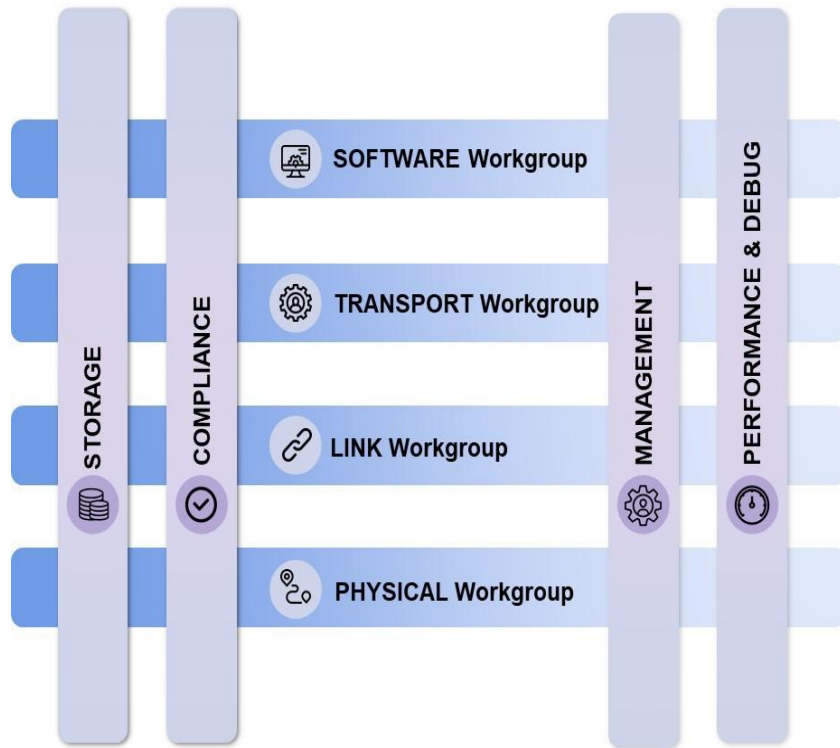 SOFTWARE Workgroup
TRANSPORT Workgroup
LINK Workgroup
PHYSICAL Workgroup
STORAGE
COMPLIANCE
MANAGEMENT
PERFORMANCE & DEBUG